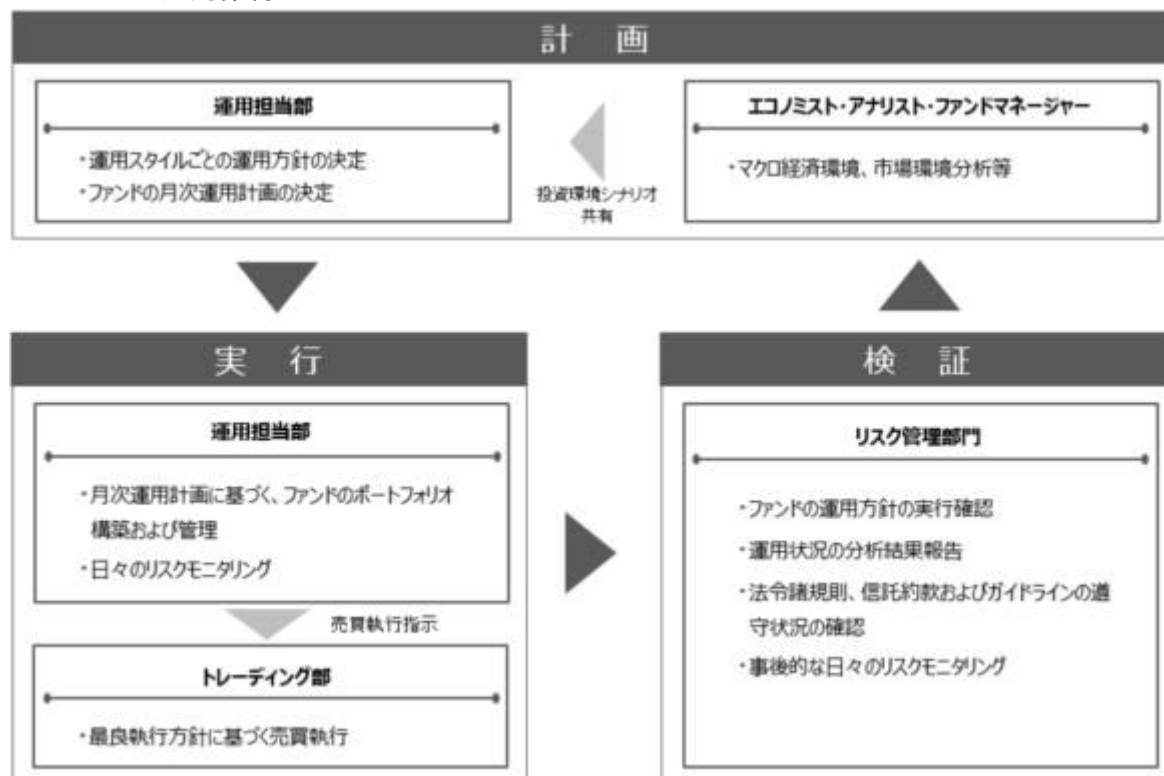 計 画
運用担当部
・運用スタイルごとの運用方針の決定
・ファンドの月次運用計画の決定
投資環境シナリオ
共有
エコノミスト・アナリスト・ファンドマネージャー
・マクロ経済環境、市場環境分析等
実 行
運用担当部
・月次運用計画に基づく、ファンドのポートフォリオ
構築および管理
・日々のリスクモニタリング
売買執行指示
トレーディング部
・最良執行方針に基づく売買執行
検 証
リスク管理部門
・ファンドの運用方針の実行確認
・運用状況の分析結果報告
・法令諸規則、信託約款およびガイドラインの遵
守状況の確認
・事後的な日々のリスクモニタリング